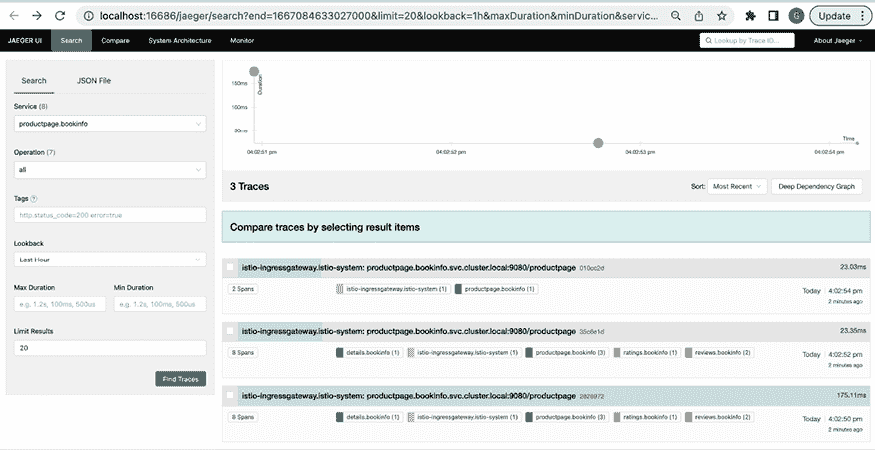 localhost:16686/jaeger/search?end=1667084633027000&limit=20&lookback=1h&maxDuration&minDuration&servic...
G
Update
JAEGER UI Search Compare System Architecture Monitor
Lookup by Trace ID...
About Jaeger
Search JSON File
Service (8)
productpage.bookinfo
Operation (7)
all
Tags
http.status_code=200 error=true
Lookback
Last Hour
Max Duration Min Duration
e.g. 1.2s, 100ms, 500us e.g. 1.2s, 100ms, 500us
Limit Results
20
Find Traces
Duration
150ms
100ms
Time
04:02:51 pm 04:02:52 pm 04:02:53 pm 04:02:54 pm
3 Traces
Sort: Most Recent Deep Dependency Graph
Compare traces by selecting result items
istio-ingressgateway.istio-system: productpage.bookinfo.svc.cluster.local:9080/productpage 23.03ms
2 Spans istio-ingressgateway.istio-system (1) productpage.bookinfo (1) Today 4:02:54 pm
2 minutes ago
istio-ingressgateway.istio-system: productpage.bookinfo.svc.cluster.local:9080/productpage 23.35ms
8 Spans details.bookinfo (1) istio-ingressgateway.istio-system (1) productpage.bookinfo (3) ratings.bookinfo (1) reviews.bookinfo (2) Today 4:02:52 pm
2 minutes ago
istio-ingressgateway.istio-system: productpage.bookinfo.svc.cluster.local:9080/productpage 175.11ms
8 Spans details.bookinfo (1) istio-ingressgateway.istio-system (1) productpage.bookinfo (3) ratings.bookinfo (1) reviews.bookinfo (2) Today 4:02:50 pm
2 minutes ago